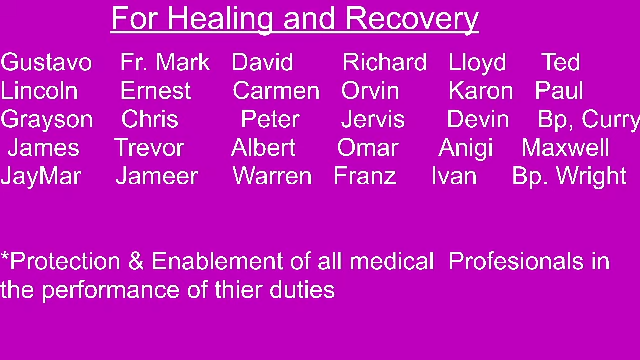 For Healing and Recovery
Gustavo Fr. Mark David Richard Lloyd Ted
Lincoln Ernest Carmen Orvin Karon Paul
Grayson Chris Peter Jervis Devin Bp, Curry
James Trevor Albert Omar Anigi Maxwell
JayMar Jameer Warren Franz Ivan Bp. Wright
*Protection & Enablement of all medical Profesionals in
the performance of thier duties